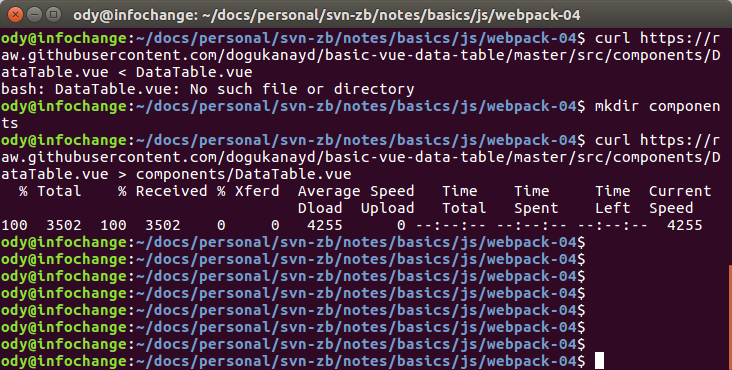 ody@infochange: ~/docs/personal/svn-zb/notes/basics/js/webpack-04
ody@infochange:~/docs/personal/svn-zb/notes/basics/js/webpack-04$ curl https://r
aw.githubusercontent.com/dogukanayd/basic-vue-data-table/master/src/components/D
ataTable.vue < DataTable.vue
bash: DataTable.vue: No such file or directory
ody@infochange:~/docs/personal/svn-zb/notes/basics/js/webpack-04$ mkdir componen
ts
ody@infochange:~/docs/personal/svn-zb/notes/basics/js/webpack-04$ curl https://r
aw.githubusercontent.com/dogukanayd/basic-vue-data-table/master/src/components/D
ataTable.vue > components/DataTable.vue
  % Total    % Received % Xferd  Average Speed   Time    Time     Time  Current
                                 Dload  Upload   Total   Spent    Left  Speed
100  3502  100  3502    0     0   4255      0 --:--:-- --:--:-- --:--:--  4255
ody@infochange:~/docs/personal/svn-zb/notes/basics/js/webpack-04$
ody@infochange:~/docs/personal/svn-zb/notes/basics/js/webpack-04$
ody@infochange:~/docs/personal/svn-zb/notes/basics/js/webpack-04$
ody@infochange:~/docs/personal/svn-zb/notes/basics/js/webpack-04$
ody@infochange:~/docs/personal/svn-zb/notes/basics/js/webpack-04$
ody@infochange:~/docs/personal/svn-zb/notes/basics/js/webpack-04$
ody@infochange:~/docs/personal/svn-zb/notes/basics/js/webpack-04$
ody@infochange:~/docs/personal/svn-zb/notes/basics/js/webpack-04$